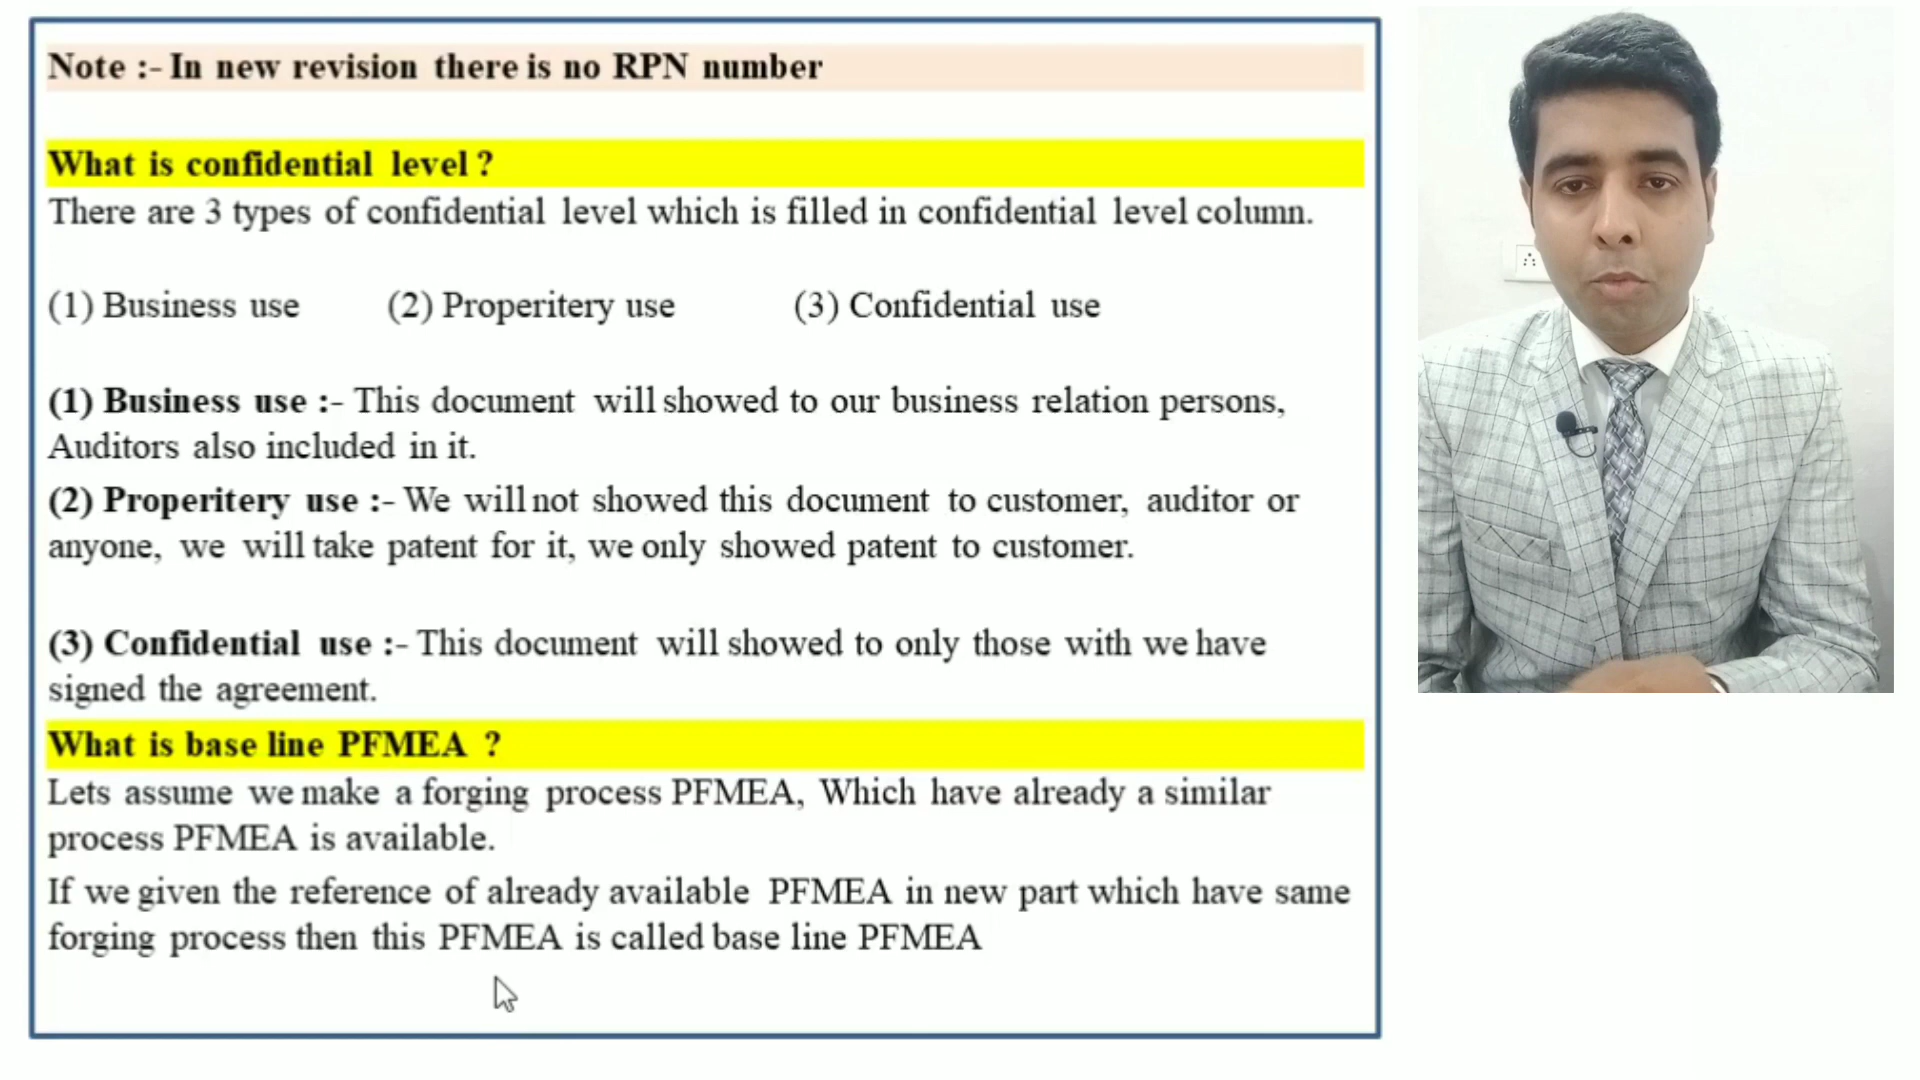 Note :- In new revision there is no RPN number
What is confidential level ?
There are 3 types of confidential level which is filled in confidential level column.
(1) Business use (2) Properitery use (3) Confidential use
(1) Business use :- This document will showed to our business relation persons,
Auditors also included in it.
(2) Properitery use :- We will not showed this document to customer, auditor or
anyone, we will take patent for it, we only showed patent to customer.
(3) Confidential use :- This document will showed to only those with we have
signed the agreement.
What is base line PFMEA ?
Lets assume we make a forging process PFMEA, Which have already a similar
process PFMEA is available.
If we given the reference of already available PFMEA in new part which have same
forging process then this PFMEA is called base line PFMEA